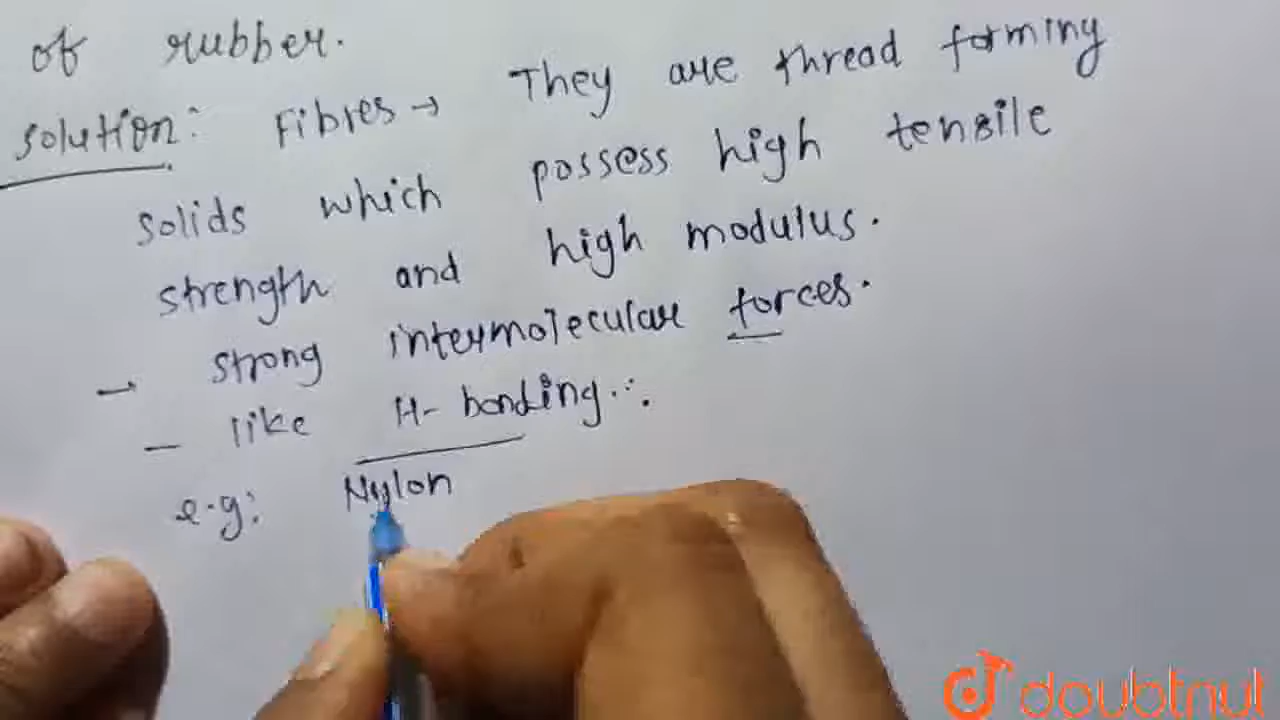 of rubber.
Solution: Fibres → They are thread forming
solids which possess high tensile
strength and high modulus.
→ strong intermolecular forces.
- like H-bonding.∴
e.g: Nylon
doubtnut